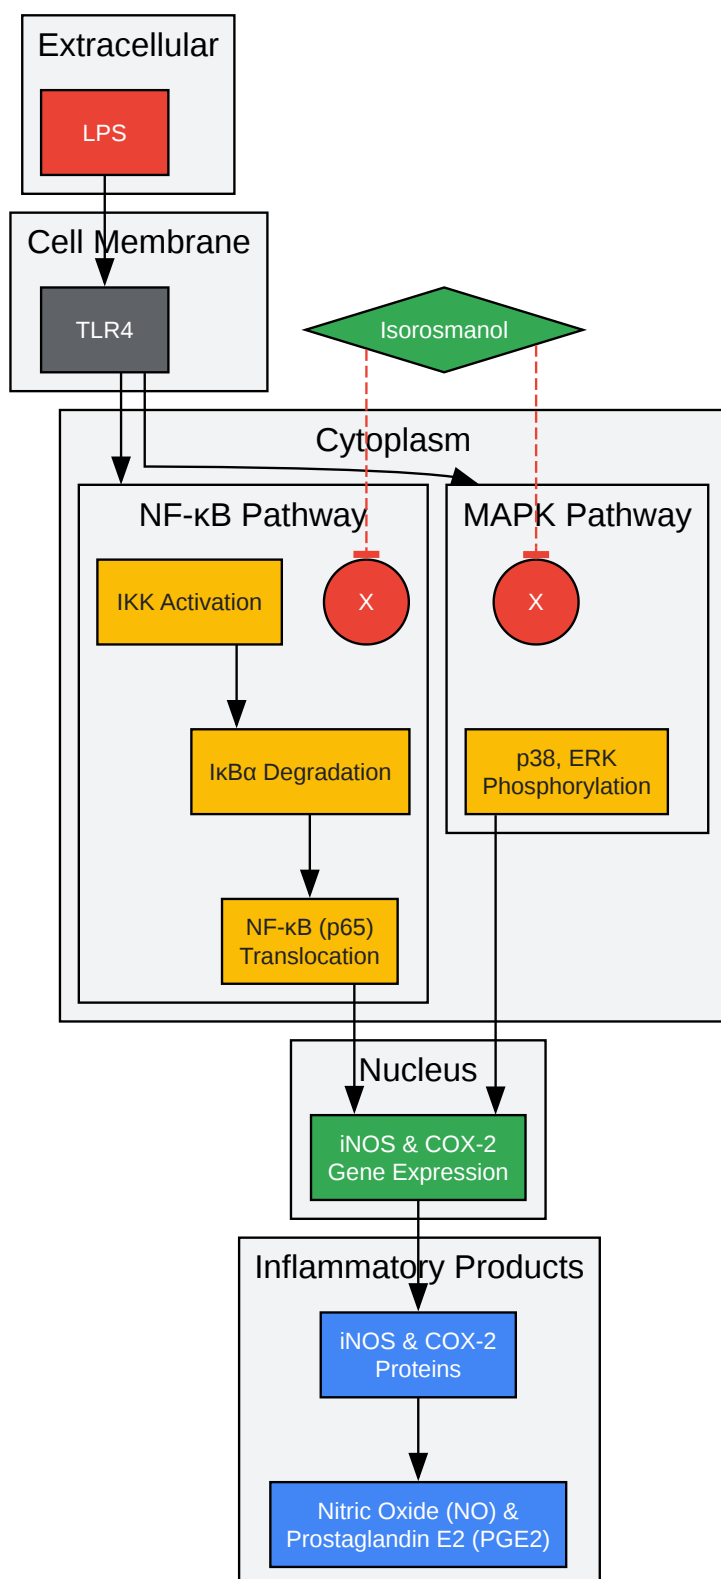 Extracellular
LPS
Cell Membrane
TLR4
Isorosmanol
Cytoplasm
NF-κB Pathway
MAPK Pathway
IKK Activation
X
X
IκBα Degradation
p38, ERK
Phosphorylation
NF-κB (p65)
Translocation
Nucleus
iNOS & COX-2
Gene Expression
Inflammatory Products
iNOS & COX-2
Proteins
Nitric Oxide (NO) &
Prostaglandin E2 (PGE2)